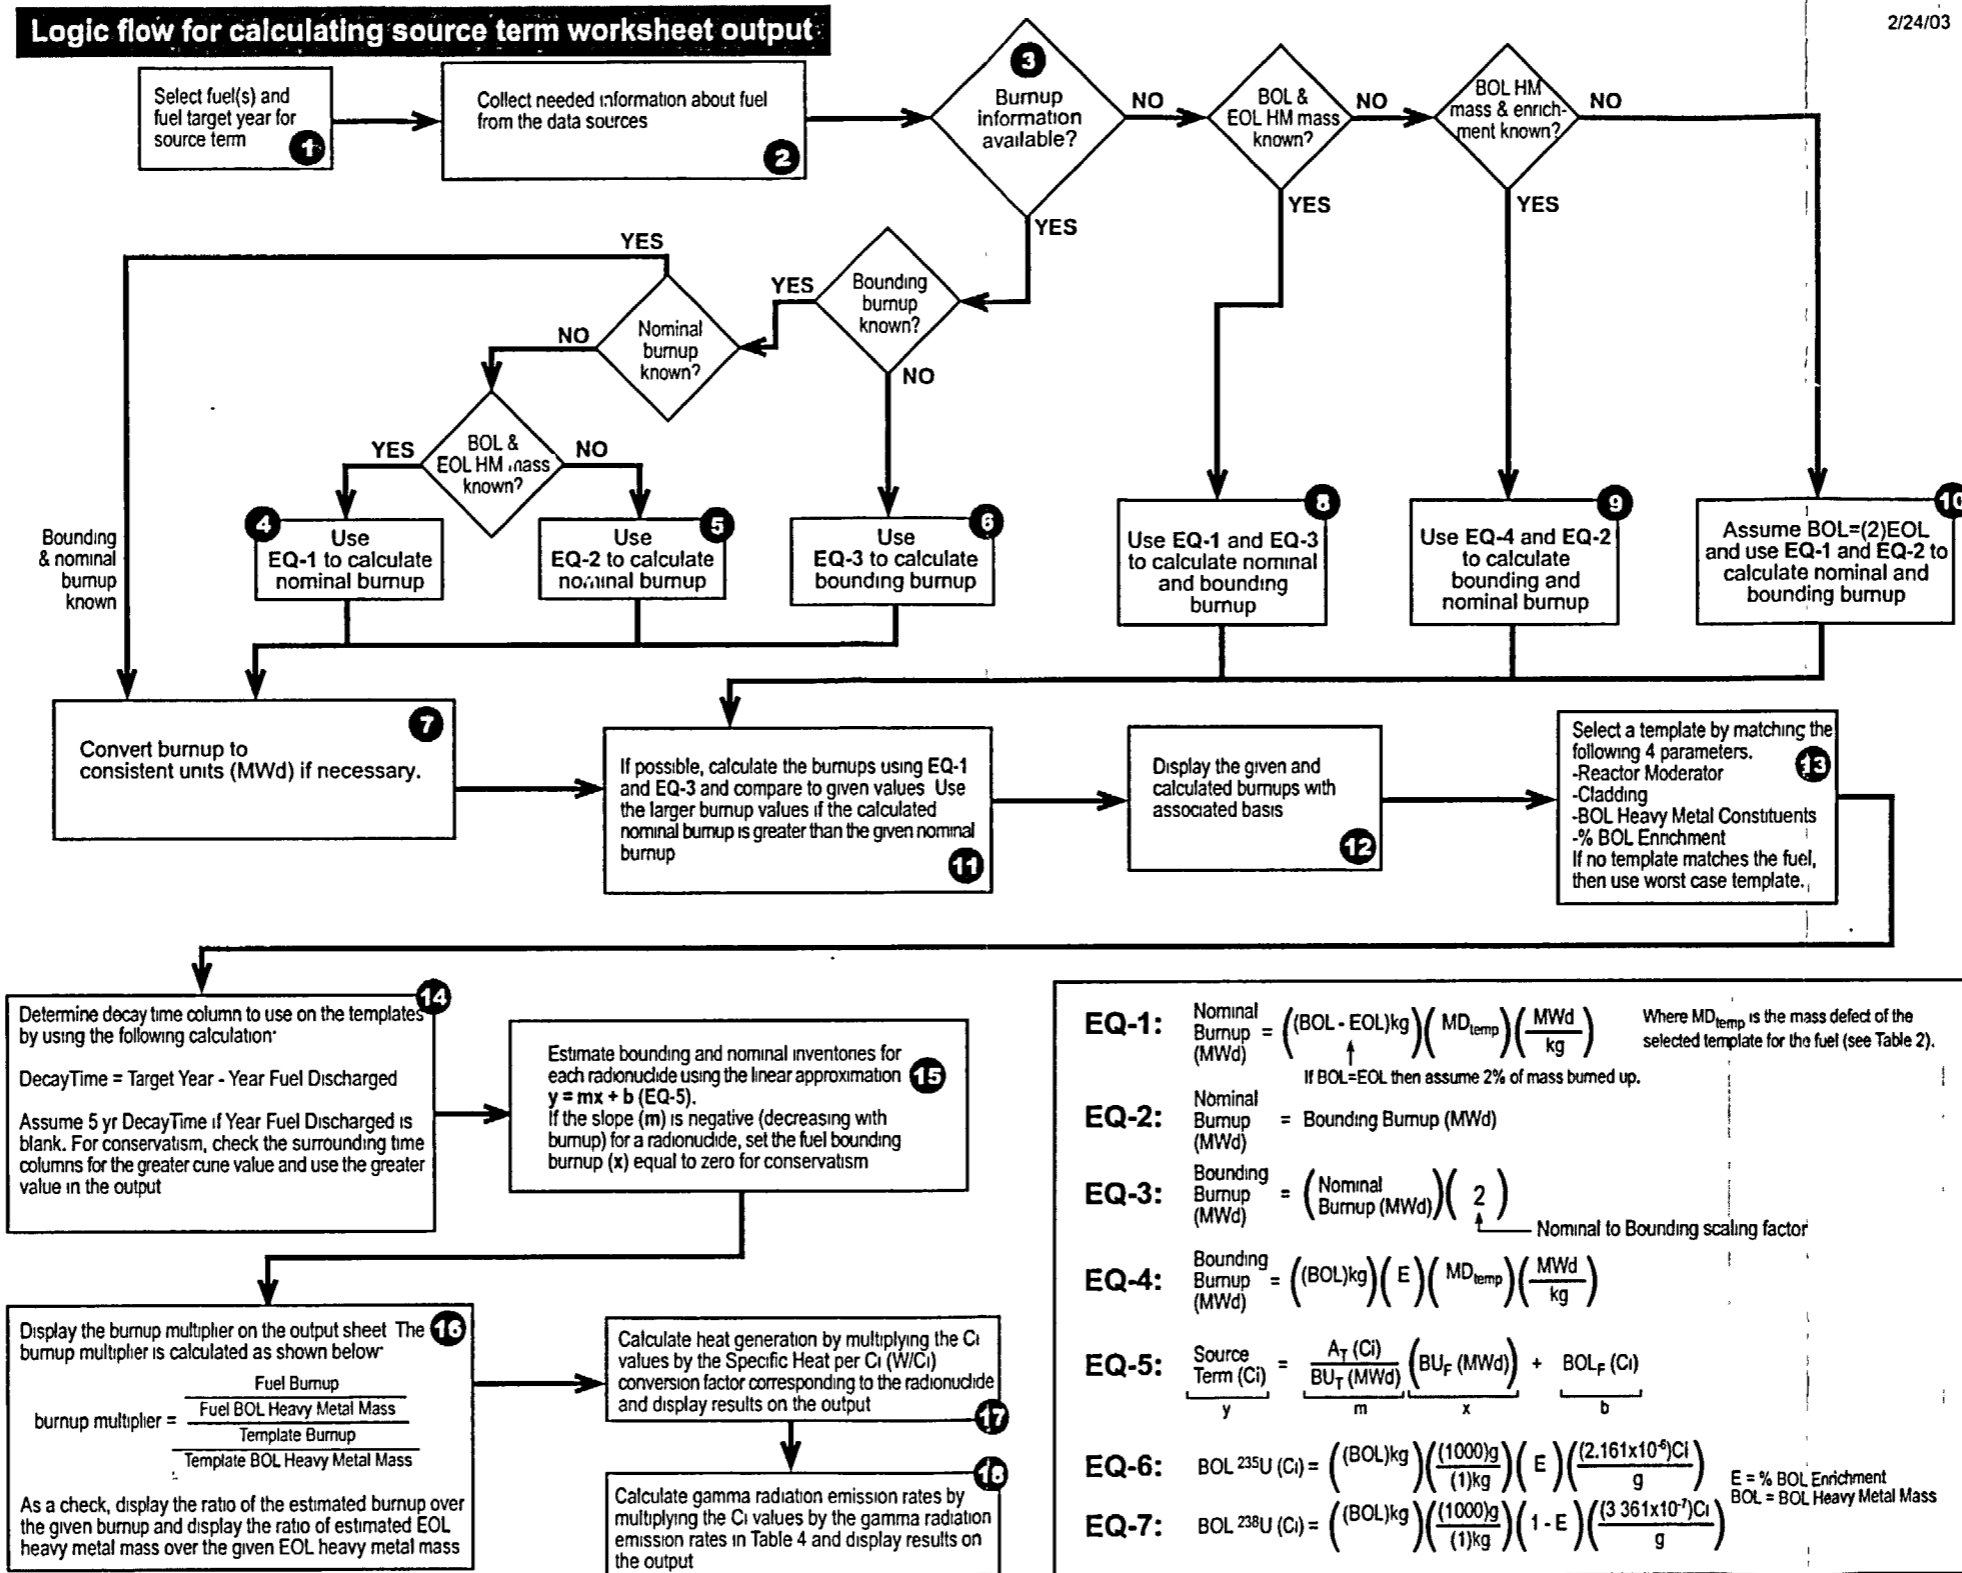 Logic flow for calculating source term worksheet output
2/24/03
Select fuel(s) and
fuel target year for
source term
1
Collect needed information about fuel
from the data sources
2
3
Burnup
information
available?
NO
BOL &
EOL HM mass
known?
NO
BOL HM
mass & enrich-
ment known?
NO
YES
YES
YES
YES
Bounding
burnup
known?
YES
NO
Nominal
burnup
known?
NO
BOL &
EOL HM mass
known?
YES
NO
Bounding
& nominal
burnup
known
4
Use
EQ-1 to calculate
nominal burnup
5
Use
EQ-2 to calculate
nominal burnup
6
Use
EQ-3 to calculate
bounding burnup
8
Use EQ-1 and EQ-3
to calculate nominal
and bounding
burnup
9
Use EQ-4 and EQ-2
to calculate
bounding and
nominal burnup
10
Assume BOL=(2)EOL
and use EQ-1 and EQ-2 to
calculate nominal and
bounding burnup
7
Convert burnup to
consistent units (MWd) if necessary.
If possible, calculate the burnups using EQ-1
and EQ-3 and compare to given values Use
the larger burnup values if the calculated
nominal burnup is greater than the given nominal
burnup
11
Display the given and
calculated burnups with
associated basis
12
Select a template by matching the
following 4 parameters.
-Reactor Moderator
-Cladding
-BOL Heavy Metal Constituents
-% BOL Enrichment
If no template matches the fuel,
then use worst case template.
13
14
Determine decay time column to use on the templates
by using the following calculation:
DecayTime = Target Year - Year Fuel Discharged
Assume 5 yr DecayTime if Year Fuel Discharged is
blank. For conservatism, check the surrounding time
columns for the greater curie value and use the greater
value in the output
Estimate bounding and nominal inventories for
each radionuclide using the linear approximation
y = mx + b (EQ-5).
If the slope (m) is negative (decreasing with
burnup) for a radionuclide, set the fuel bounding
burnup (x) equal to zero for conservatism
15
Display the burnup multiplier on the output sheet The
burnup multiplier is calculated as shown below:
16
burnup multiplier =
Fuel Burnup
Fuel BOL Heavy Metal Mass
Template Burnup
Template BOL Heavy Metal Mass
As a check, display the ratio of the estimated burnup over
the given burnup and display the ratio of estimated EOL
heavy metal mass over the given EOL heavy metal mass
Calculate heat generation by multiplying the Ci
values by the Specific Heat per Ci (W/Ci)
conversion factor corresponding to the radionuclide
and display results on the output
17
18
Calculate gamma radiation emission rates by
multiplying the Ci values by the gamma radiation
emission rates in Table 4 and display results on
the output
EQ-1: Nominal Burnup (MWd) = ((BOL - EOL)kg)(MD_temp)(MWd/kg)
Where MD_temp is the mass defect of the
selected template for the fuel (see Table 2).
If BOL=EOL then assume 2% of mass burned up.
EQ-2: Nominal Burnup (MWd) = Bounding Burnup (MWd)
EQ-3: Bounding Burnup (MWd) = (Nominal Burnup (MWd))(2)
Nominal to Bounding scaling factor
EQ-4: Bounding Burnup (MWd) = ((BOL)kg)(E)(MD_temp)(MWd/kg)
EQ-5: Source Term (Ci) = A_T (Ci)/BU_T (MWd) (BU_F (MWd)) + BOL_F (Ci)
y m x b
EQ-6: BOL ²³⁵U (Ci) = ((BOL)kg)((1000)g/(1)kg)(E)((2.161x10⁻⁶)Ci/g)
E = % BOL Enrichment
BOL = BOL Heavy Metal Mass
EQ-7: BOL ²³⁸U (Ci) = ((BOL)kg)((1000)g/(1)kg)(1 - E)((3 361x10⁻⁷)Ci/g)